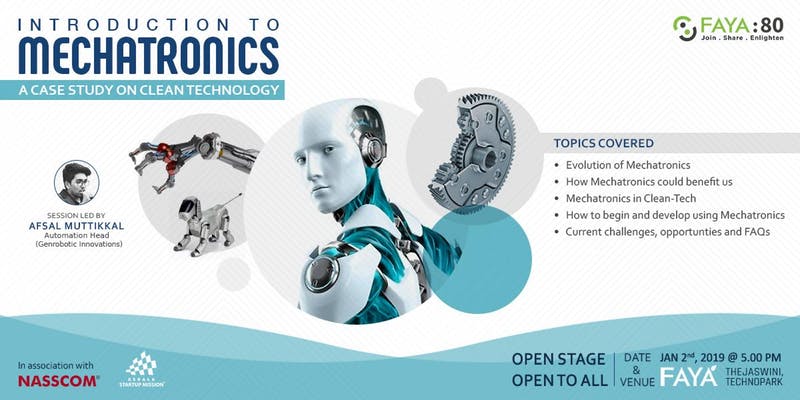 INTRODUCTION TO
MECHATRONICS
A CASE STUDY ON CLEAN TECHNOLOGY
FAYA:80
Join . Share . Enlighten
SESSION LED BY
AFSAL MUTTIKKAL
Automation Head
(Genrobotic Innovations)
TOPICS COVERED
• Evolution of Mechatronics
• How Mechatronics could benefit us
• Mechatronics in Clean-Tech
• How to begin and develop using Mechatronics
• Current challenges, opportunties and FAQs
In association with
NASSCOM®
KERALA
STARTUP MISSION
OPEN STAGE
OPEN TO ALL
DATE
&
VENUE
JAN 2nd, 2019 @ 5.00 PM
FAYA
THEJASWINI,
TECHNOPARK